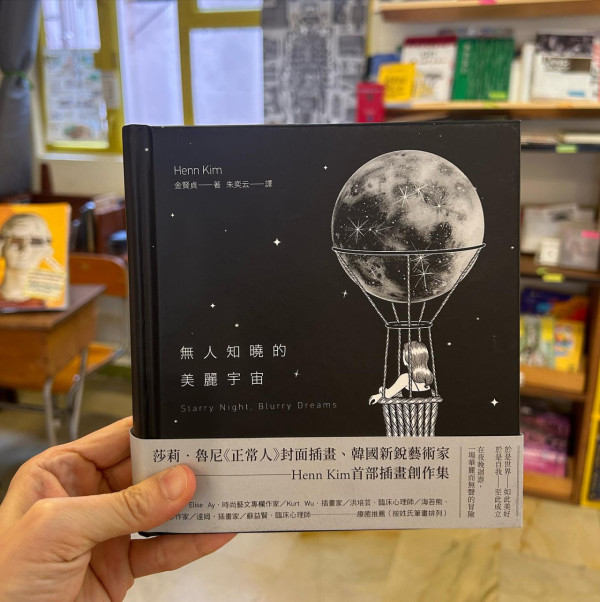 Henn Kim
金賢貞——著 朱奕云——譯
無人知曉的
美麗宇宙
Starry Night, Blurry Dreams
莎莉·魯尼《正常人》封面插畫、韓國新銳藝術家
Henn Kim首部插畫創作集
Elise Ay·時尚藝文專欄作家／Kurt Wu·插畫家／洪培芸·臨床心理師／海苔熊·
作家／達姆·插畫家／蘇益賢·臨床心理師——療癒推薦（按姓氏筆畫排列）
於是世界——如此美好
於是自我——至此成立
在夜晚遨遊，
一場華麗而無聲的冒險